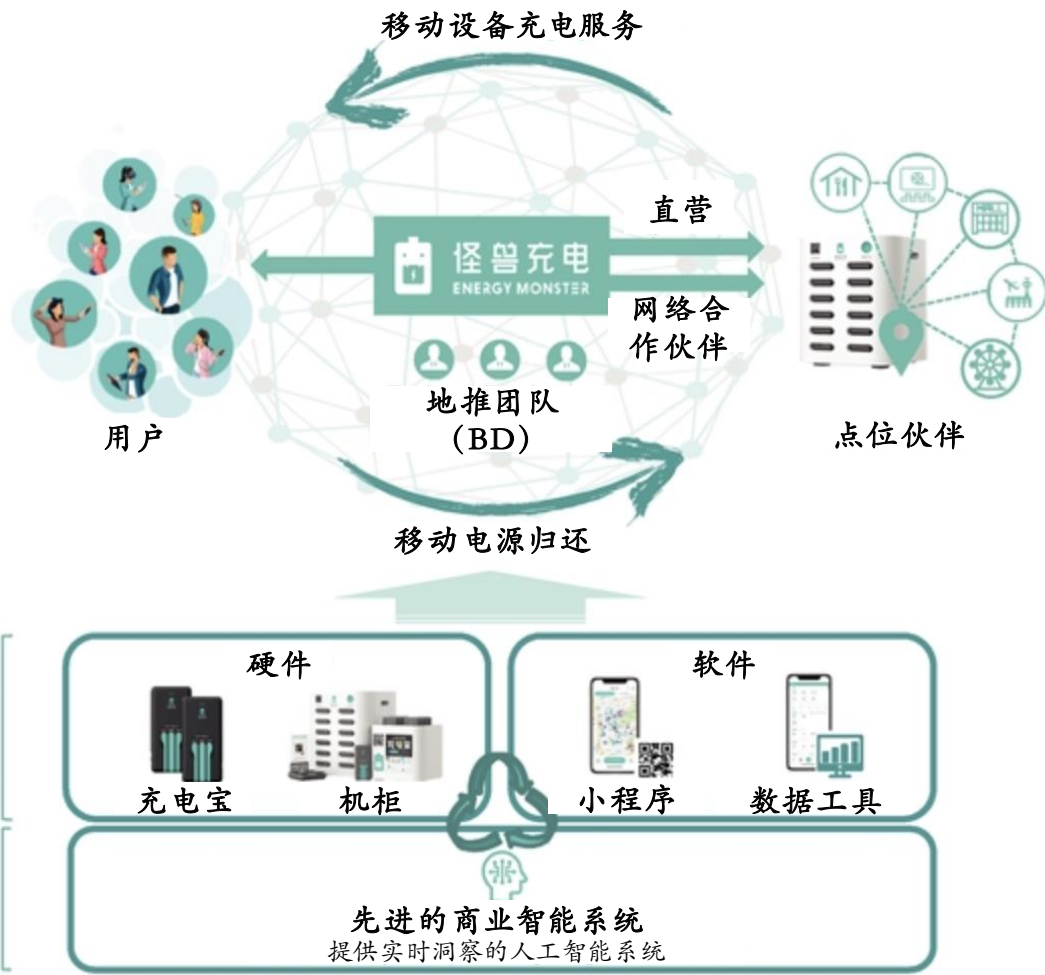 移动设备充电服务
直营
怪兽充电
ENERGY MONSTER
网络合
作伙伴
地推团队
（BD）
用户
点位伙伴
移动电源归还
硬件
软件
充电宝
机柜
小程序
数据工具
先进的商业智能系统
提供实时洞察的人工智能系统